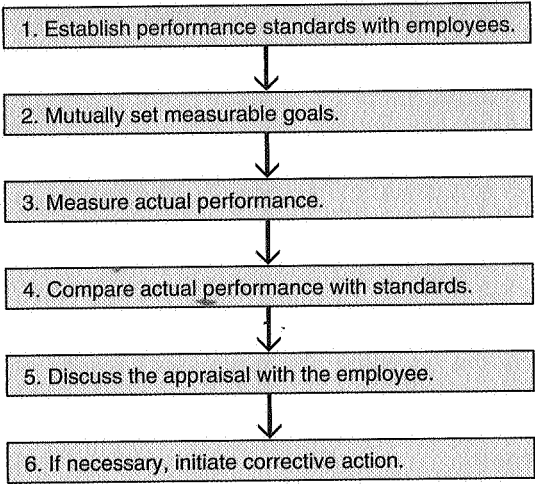 1. Establish performance standards with employees.
2. Mutually set measurable goals.
3. Measure actual performance.
4. Compare actual performance with standards.
5. Discuss the appraisal with the employee.
6. If necessary, initiate corrective action.